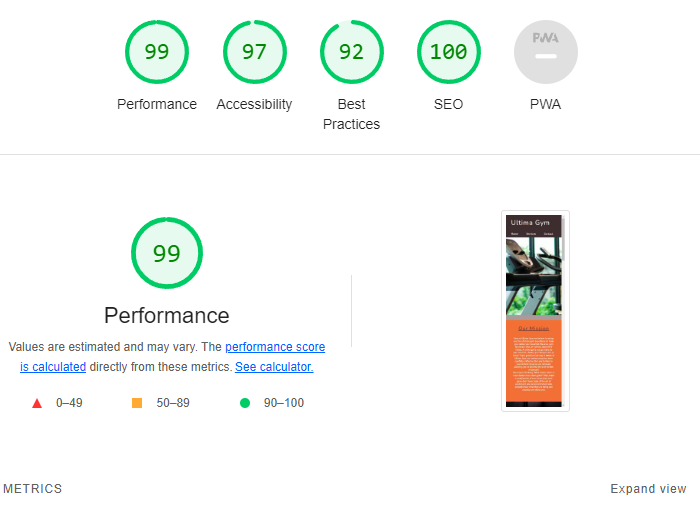 99
97
92
100
PWA
Performance
Accessibility
Best
Practices
SEO
PWA
99
Performance
Values are estimated and may vary. The performance score
is calculated directly from these metrics. See calculator.
0–49
50–89
90–100
Ultima Gym
Our Mission
METRICS
Expand view